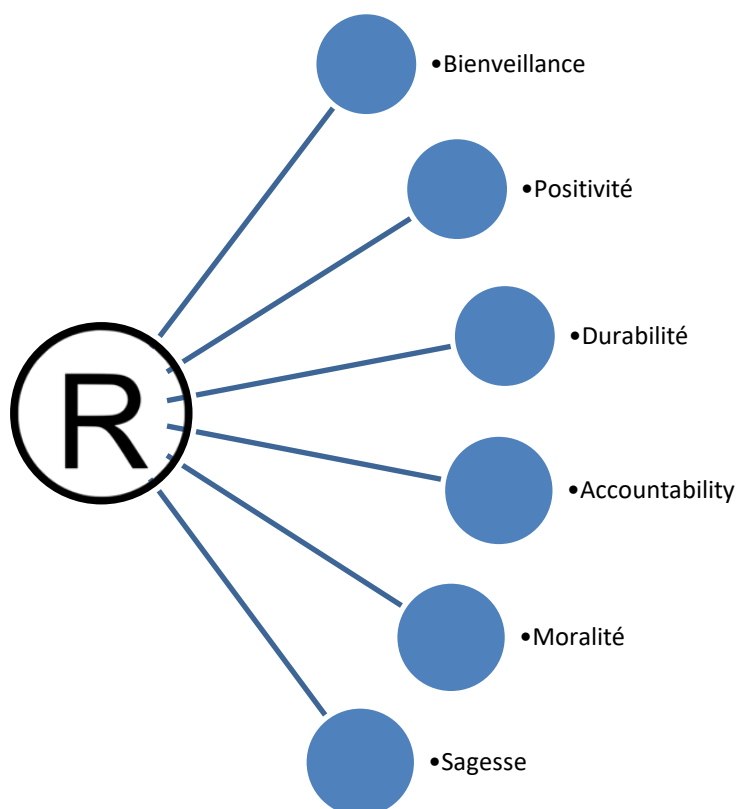 •Bienveillance
•Positivité
•Durabilité
R
•Accountability
•Moralité
•Sagesse